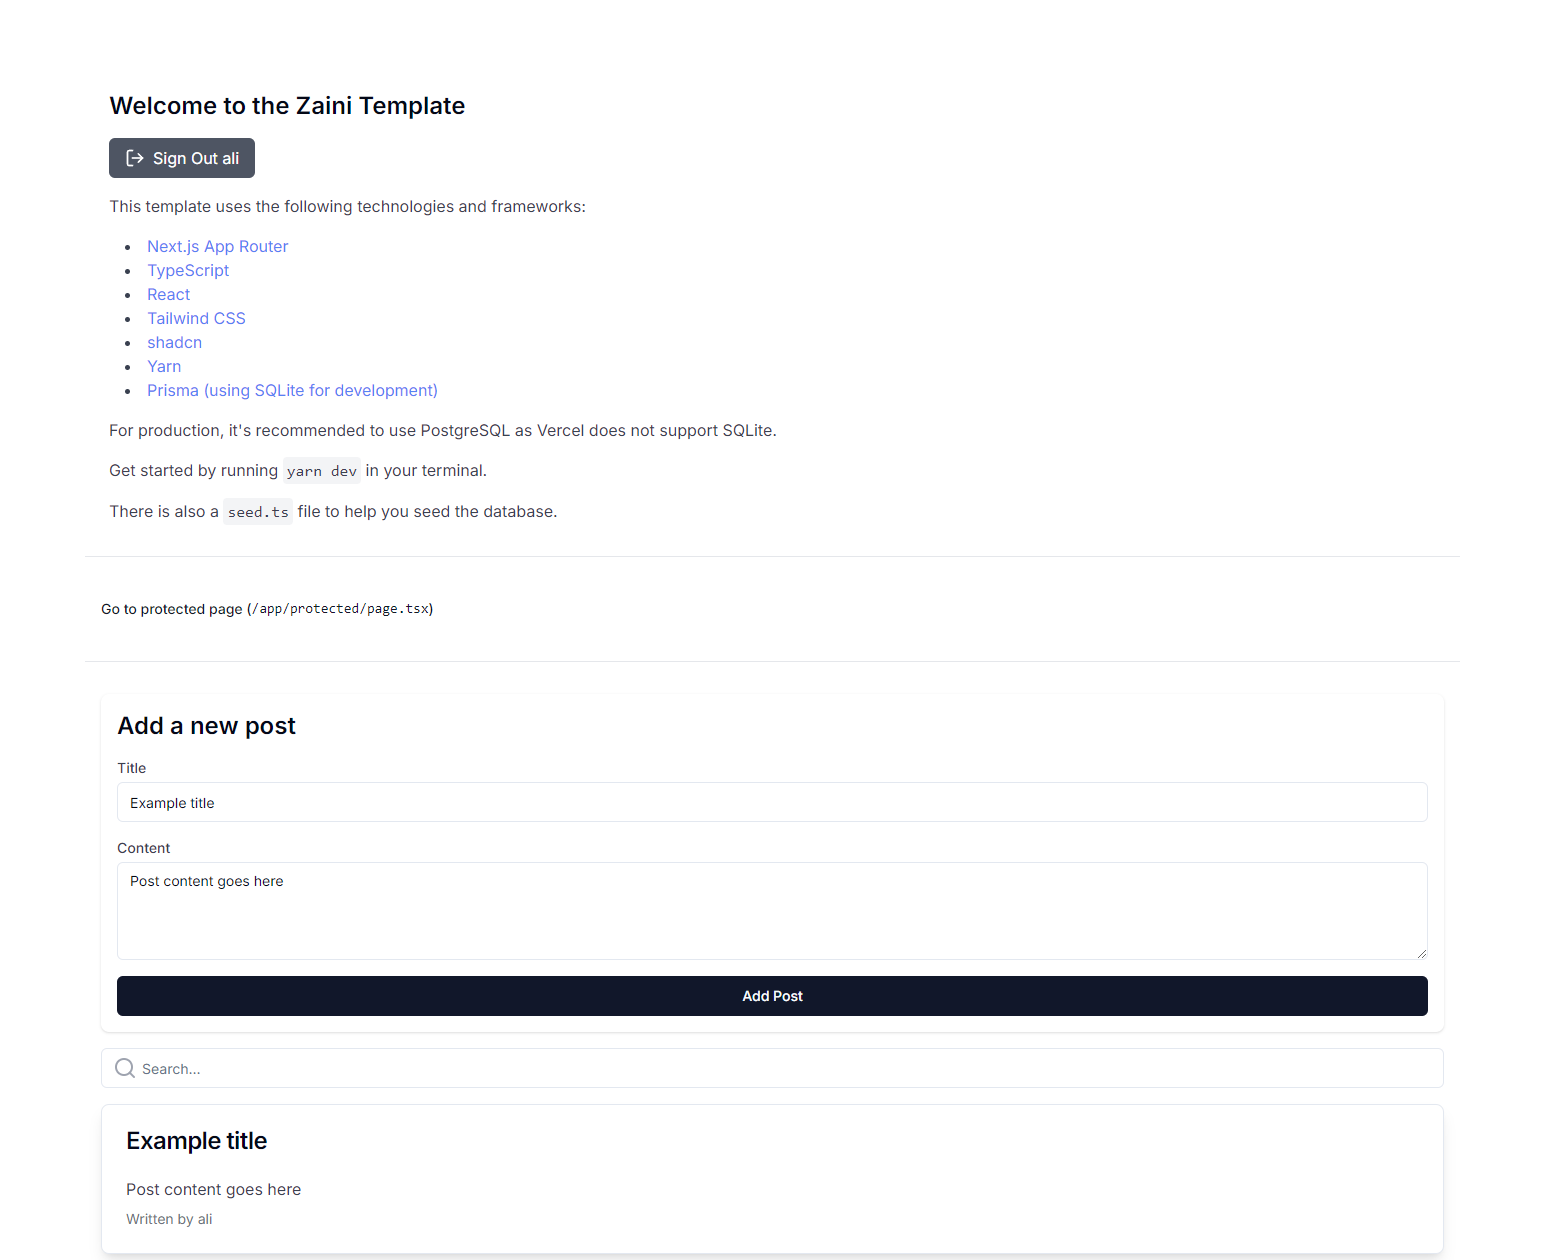 Welcome to the Zaini Template
Sign Out ali
This template uses the following technologies and frameworks:
Next.js App Router
TypeScript
React
Tailwind CSS
shadcn
Yarn
Prisma (using SQLite for development)
For production, it's recommended to use PostgreSQL as Vercel does not support SQLite.
Get started by running yarn dev in your terminal.
There is also a seed.ts file to help you seed the database.
Go to protected page (/app/protected/page.tsx)
Add a new post
Title
Example title
Content
Post content goes here
Add Post
Search...
Example title
Post content goes here
Written by ali